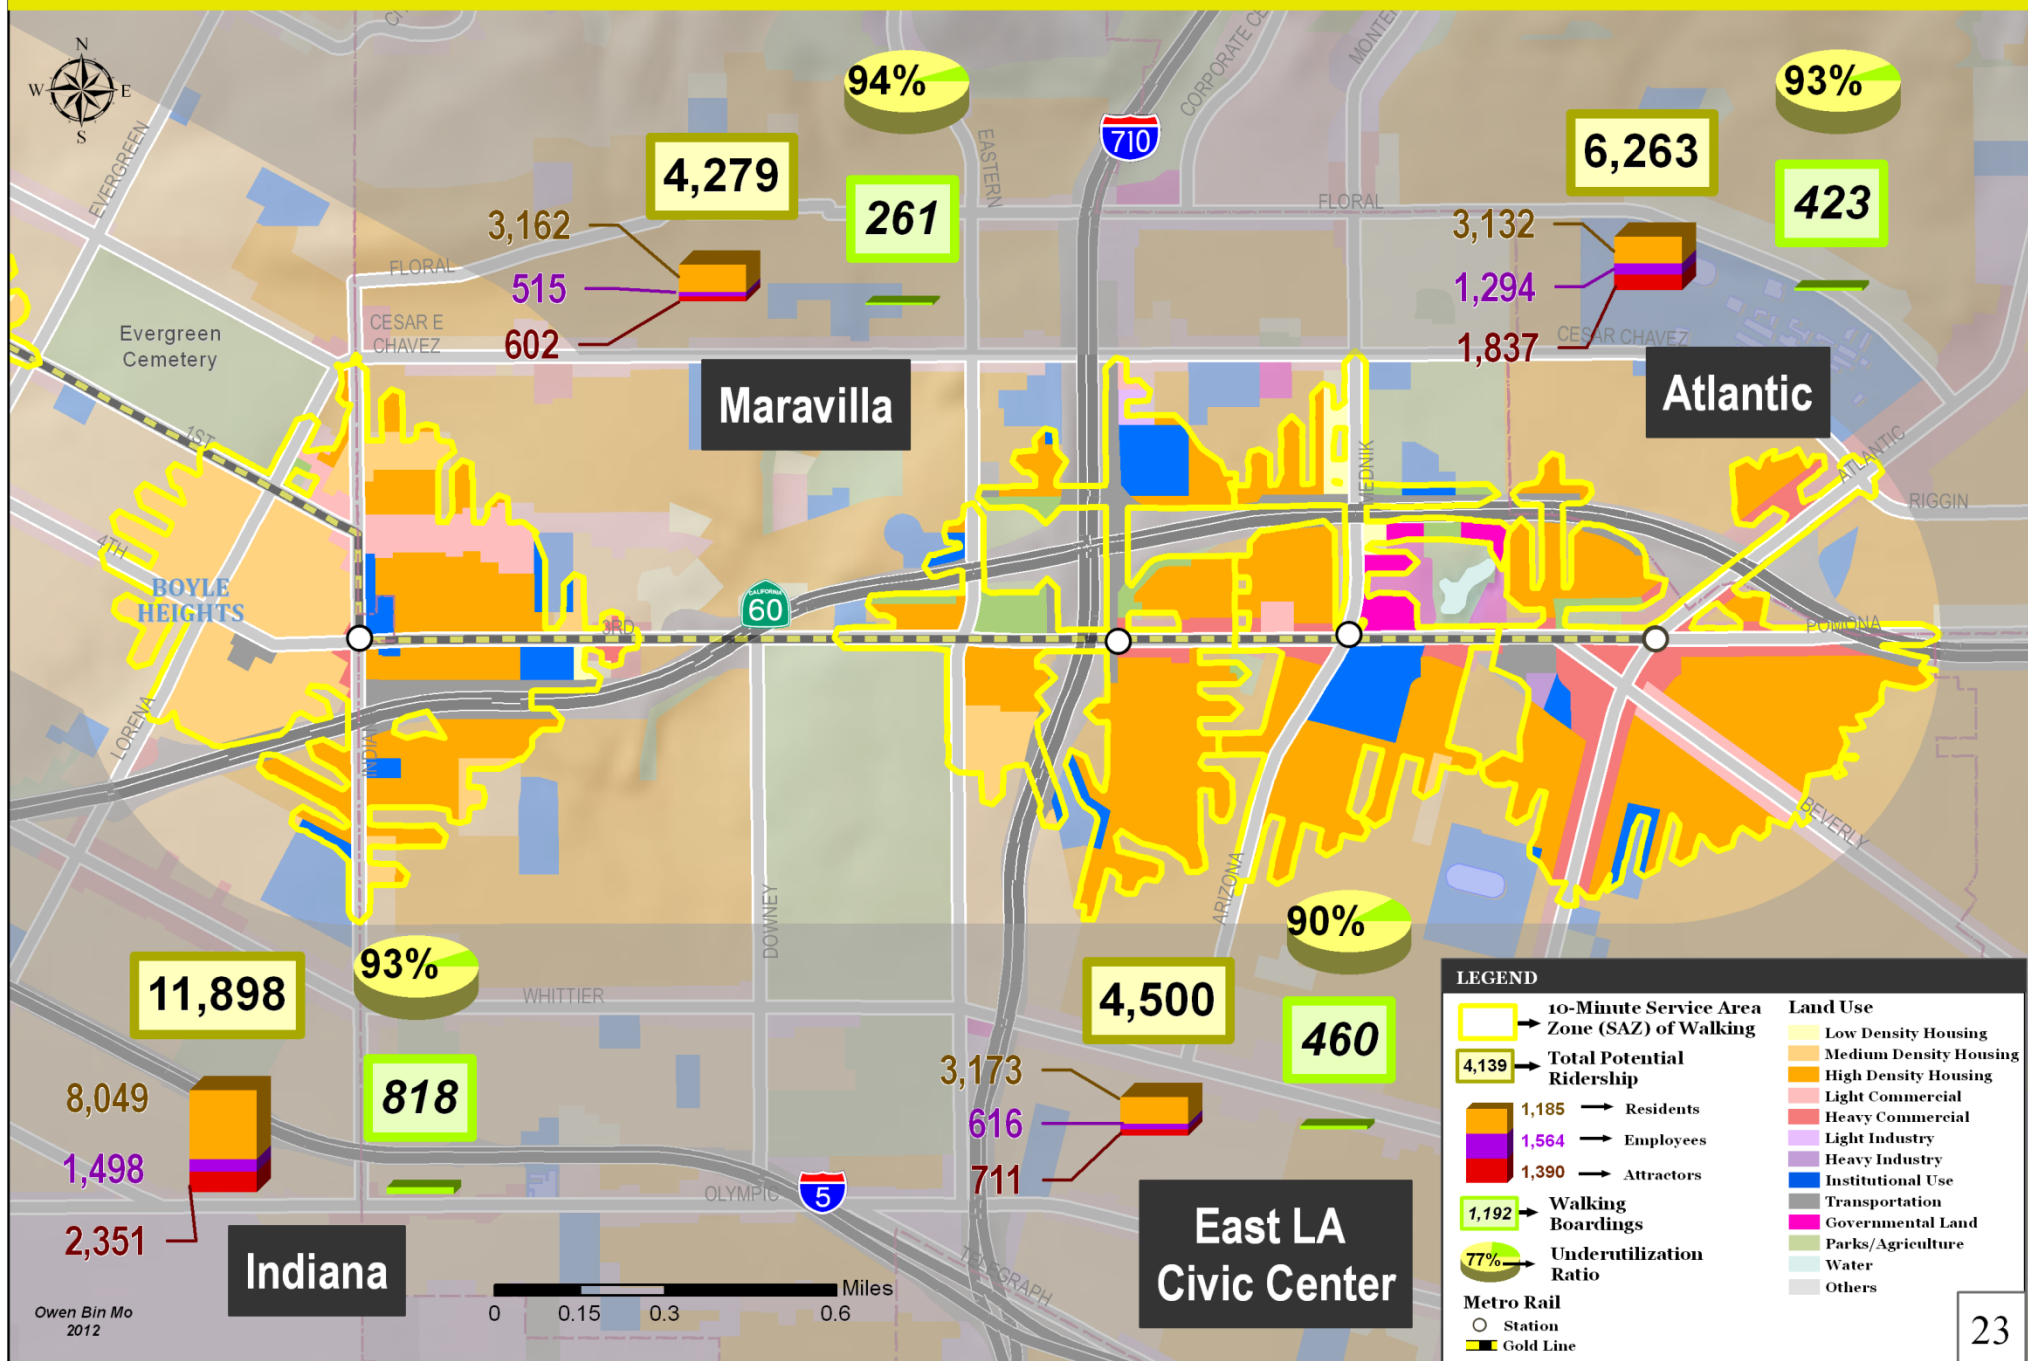 N
W
E
S
94%
93%
4,279
6,263
261
423
3,162
515
602
3,132
1,294
1,837
710
CORPORATE CE
MONTE
EVERGREEN
EASTERN
FLORAL
FLORAL
CESAR E
CHAVEZ
CESAR CHAVEZ
Evergreen
Cemetery
Maravilla
Atlantic
1ST
MEDNIK
ATLANTIC
RIGGIN
4TH
BOYLE
HEIGHTS
CALIFORNIA
60
3RD
POMONA
LORENA
INDIAN
BEVERLY
ARIZONA
DOWNEY
WHITTIER
OLYMPIC
TELEGRAPH
5
11,898
93%
818
8,049
1,498
2,351
Indiana
4,500
90%
460
3,173
616
711
East LA
Civic Center
Miles
0 0.15 0.3 0.6
Owen Bin Mo
2012
LEGEND
10-Minute Service Area
Zone (SAZ) of Walking
4,139
Total Potential
Ridership
1,185 Residents
1,564 Employees
1,390 Attractors
1,192
Walking
Boardings
77%
Underutilization
Ratio
Metro Rail
Station
Gold Line
Land Use
Low Density Housing
Medium Density Housing
High Density Housing
Light Commercial
Heavy Commercial
Light Industry
Heavy Industry
Institutional Use
Transportation
Governmental Land
Parks/Agriculture
Water
Others
23